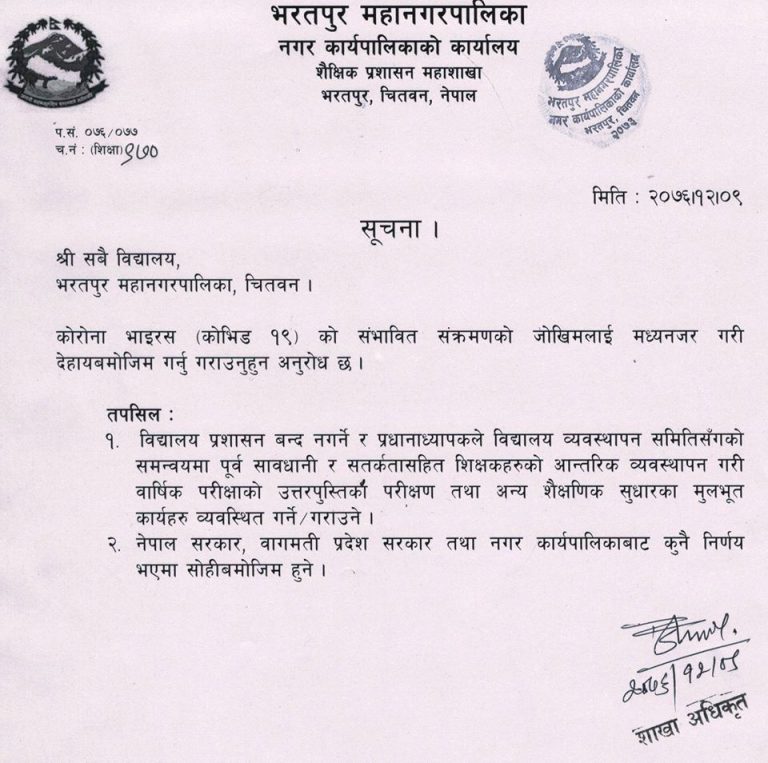 भरतपुर महानगरपालिका
नगर कार्यपालिकाको कार्यालय
शैक्षिक प्रशासन महाशाखा
भरतपुर, चितवन, नेपाल
भरतपुर महानगरपालिका
नगर कार्यपालिकाको कार्यालय
भरतपुर, चितवन
२०७३
प.सं. ०७६/०७७
च.नं : (शिक्षा) ९७०
मिति : २०७६।१२।०९
सूचना ।
श्री सबै विद्यालय,
भरतपुर महानगरपालिका, चितवन ।
कोरोना भाइरस (कोभिड १९) को संभावित संक्रमणको जोखिमलाई मध्यनजर गरी
देहायबमोजिम गर्नु गराउनुहुन अनुरोध छ ।
तपसिल :
१. विद्यालय प्रशासन बन्द नगर्ने र प्रधानाध्यापकले विद्यालय व्यवस्थापन समितिसँगको
समन्वयमा पूर्व सावधानी र सतर्कतासहित शिक्षकहरुको आन्तरिक व्यवस्थापन गरी
वार्षिक परीक्षाको उत्तरपुस्तिका परीक्षण तथा अन्य शैक्षणिक सुधारका मुलभूत
कार्यहरु व्यवस्थित गर्ने/गराउने ।
२. नेपाल सरकार, वागमती प्रदेश सरकार तथा नगर कार्यपालिकाबाट कुनै निर्णय
भएमा सोहीबमोजिम हुने ।
२०७६/१२/०९
शाखा अधिकृत